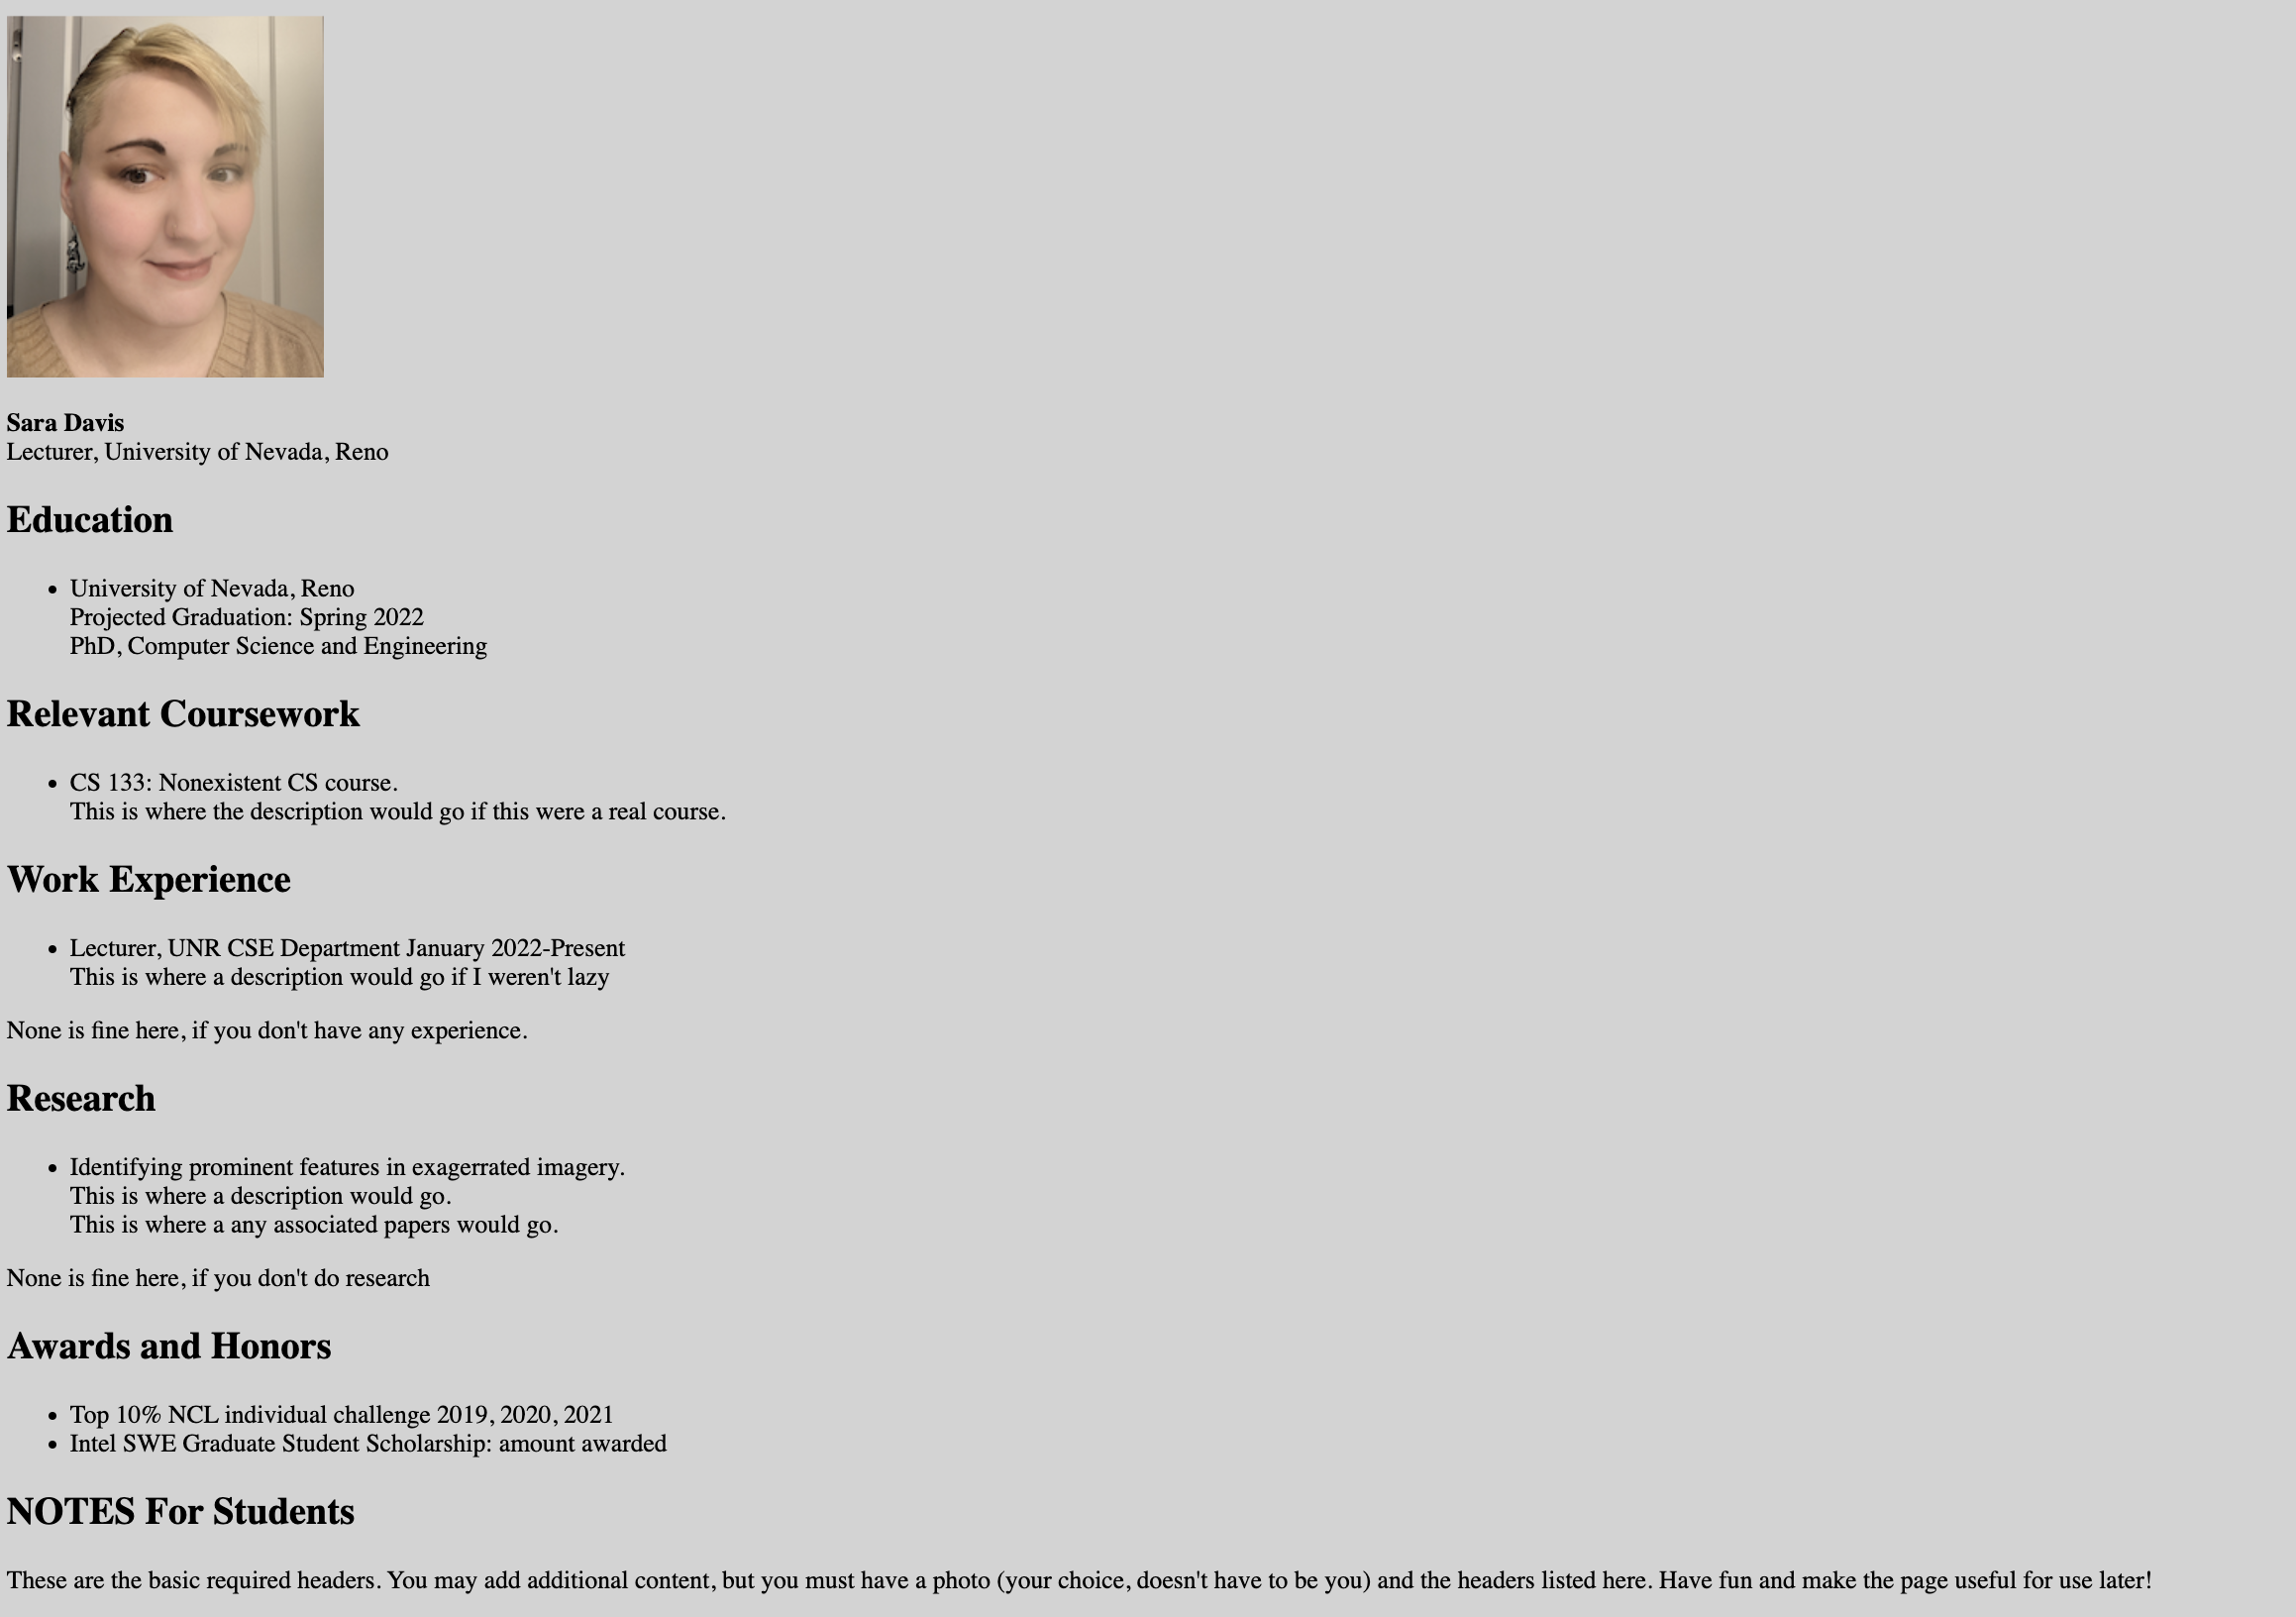 Sara Davis
Lecturer, University of Nevada, Reno
Education
• University of Nevada, Reno
Projected Graduation: Spring 2022
PhD, Computer Science and Engineering
Relevant Coursework
• CS 133: Nonexistent CS course.
This is where the description would go if this were a real course.
Work Experience
• Lecturer, UNR CSE Department January 2022-Present
This is where a description would go if I weren't lazy
None is fine here, if you don't have any experience.
Research
• Identifying prominent features in exagerrated imagery.
This is where a description would go.
This is where a any associated papers would go.
None is fine here, if you don't do research
Awards and Honors
• Top 10% NCL individual challenge 2019, 2020, 2021
• Intel SWE Graduate Student Scholarship: amount awarded
NOTES For Students
These are the basic required headers. You may add additional content, but you must have a photo (your choice, doesn't have to be you) and the headers listed here. Have fun and make the page useful for use later!